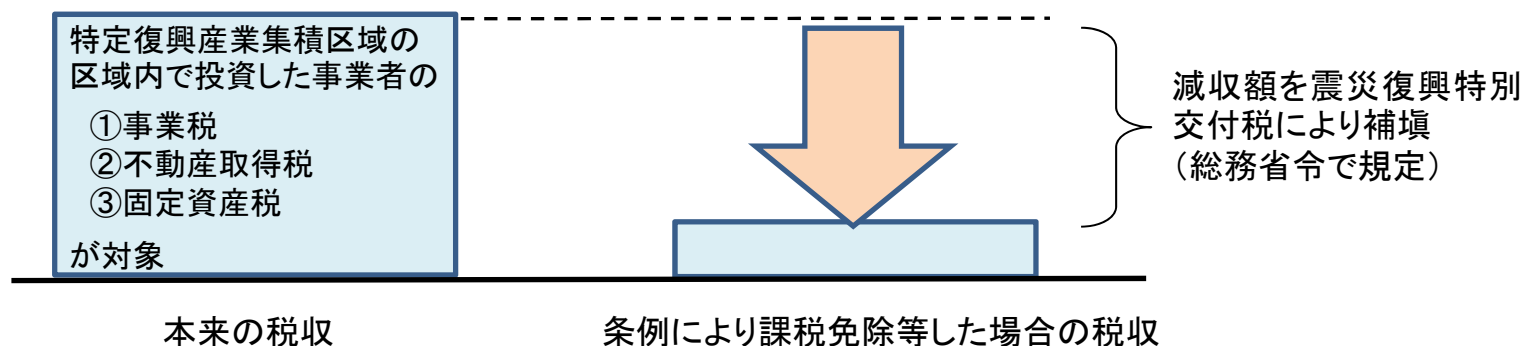 特定復興産業集積区域の
区域内で投資した事業者の
①事業税
②不動産取得税
③固定資産税
が対象
減収額を震災復興特別
交付税により補塡
（総務省令で規定）
本来の税収
条例により課税免除等した場合の税収